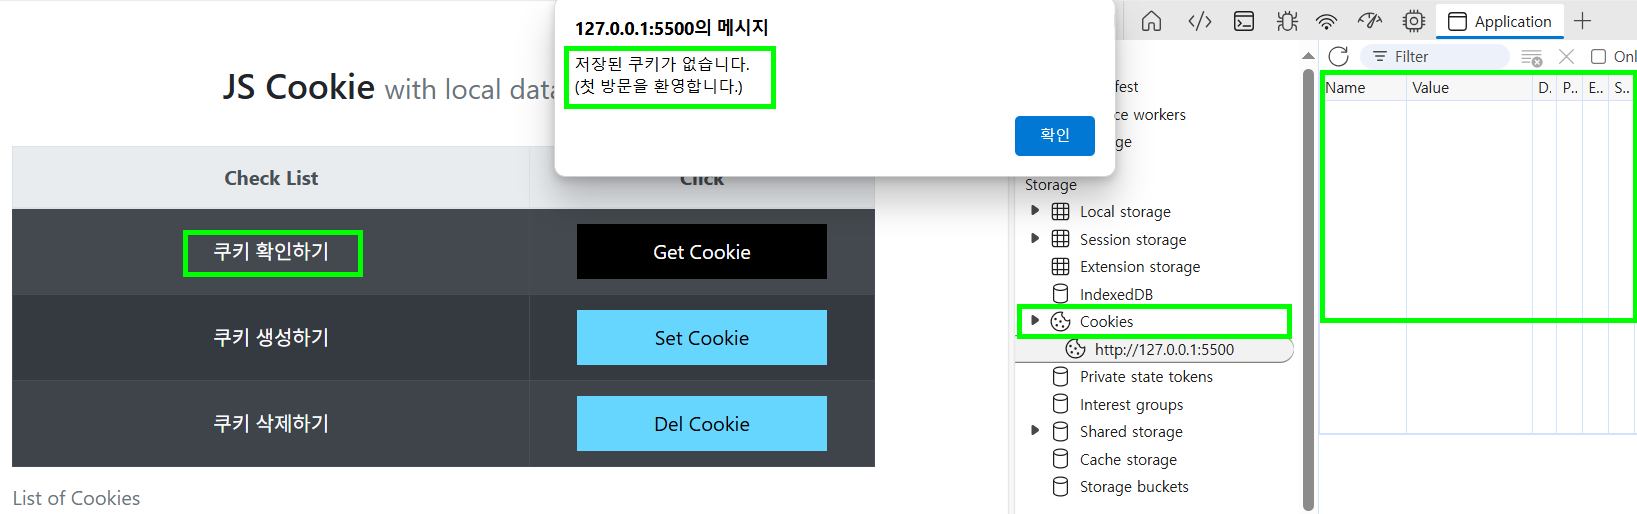 127.0.0.1:5500의 메시지
저장된 쿠키가 없습니다.
(첫 방문을 환영합니다.)
확인
JS Cookie with local data
Check List
Click
쿠키 확인하기
Get Cookie
쿠키 생성하기
Set Cookie
쿠키 삭제하기
Del Cookie
List of Cookies
Application
fest
ce workers
ge
Storage
Local storage
Session storage
Extension storage
IndexedDB
Cookies
http://127.0.0.1:5500
Private state tokens
Interest groups
Shared storage
Cache storage
Storage buckets
Filter
Onl
Name Value D. P.. E.. S..